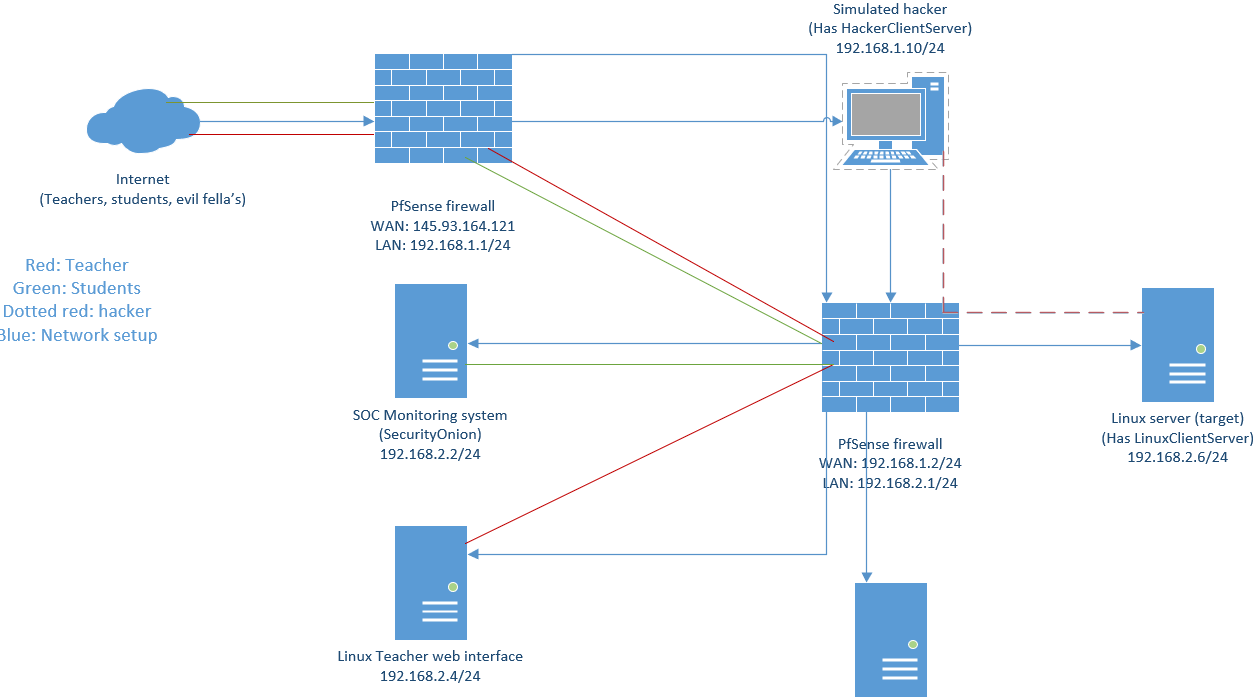 Simulated hacker
(Has HackerClientServer)
192.168.1.10/24
Internet
(Teachers, students, evil fella's)
PfSense firewall
WAN: 145.93.164.121
LAN: 192.168.1.1/24
Red: Teacher
Green: Students
Dotted red: hacker
Blue: Network setup
SOC Monitoring system
(SecurityOnion)
192.168.2.2/24
PfSense firewall
WAN: 192.168.1.2/24
LAN: 192.168.2.1/24
Linux server (target)
(Has LinuxClientServer)
192.168.2.6/24
Linux Teacher web interface
192.168.2.4/24